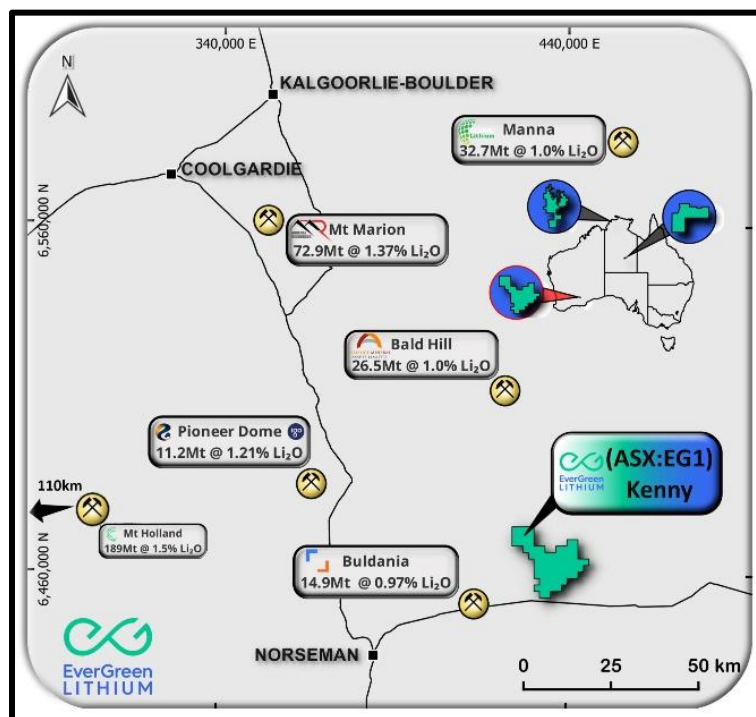 340,000 E
440,000 E
N
KALGOORLIE-BOULDER
Lithium
Manna
32.7Mt @ 1.0% Li₂O
COOLGARDIE
6,560,000 N
Mt Marion
72.9Mt @ 1.37% Li₂O
Bald Hill
26.5Mt @ 1.0% Li₂O
Pioneer Dome
igo
11.2Mt @ 1.21% Li₂O
110km
Mt Holland
189Mt @ 1.5% Li₂O
EverGreen
LITHIUM
(ASX:EG1)
Kenny
6,460,000 N
Buldania
14.9Mt @ 0.97% Li₂O
NORSEMAN
EverGreen
LITHIUM
0 25 50 km